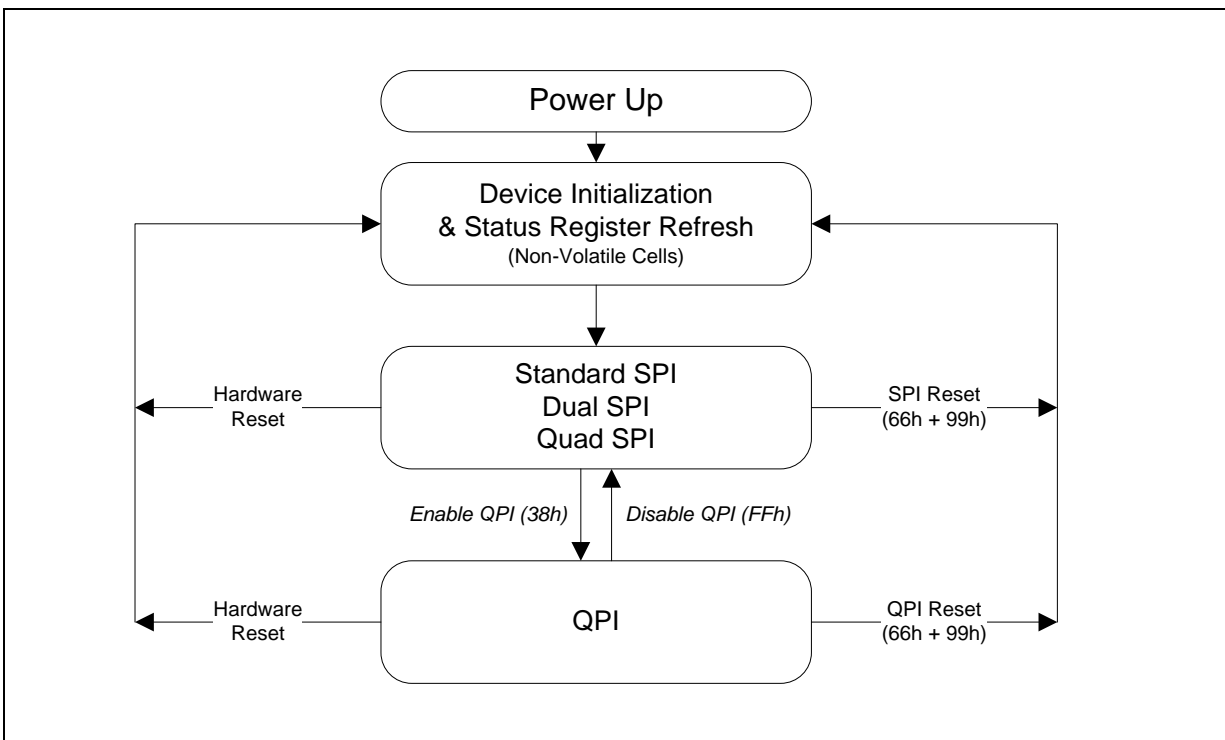 Power Up
Device Initialization
& Status Register Refresh
(Non-Volatile Cells)
Standard SPI
Dual SPI
Quad SPI
Hardware
Reset
SPI Reset
(66h + 99h)
Enable QPI (38h)
Disable QPI (FFh)
QPI
Hardware
Reset
QPI Reset
(66h + 99h)